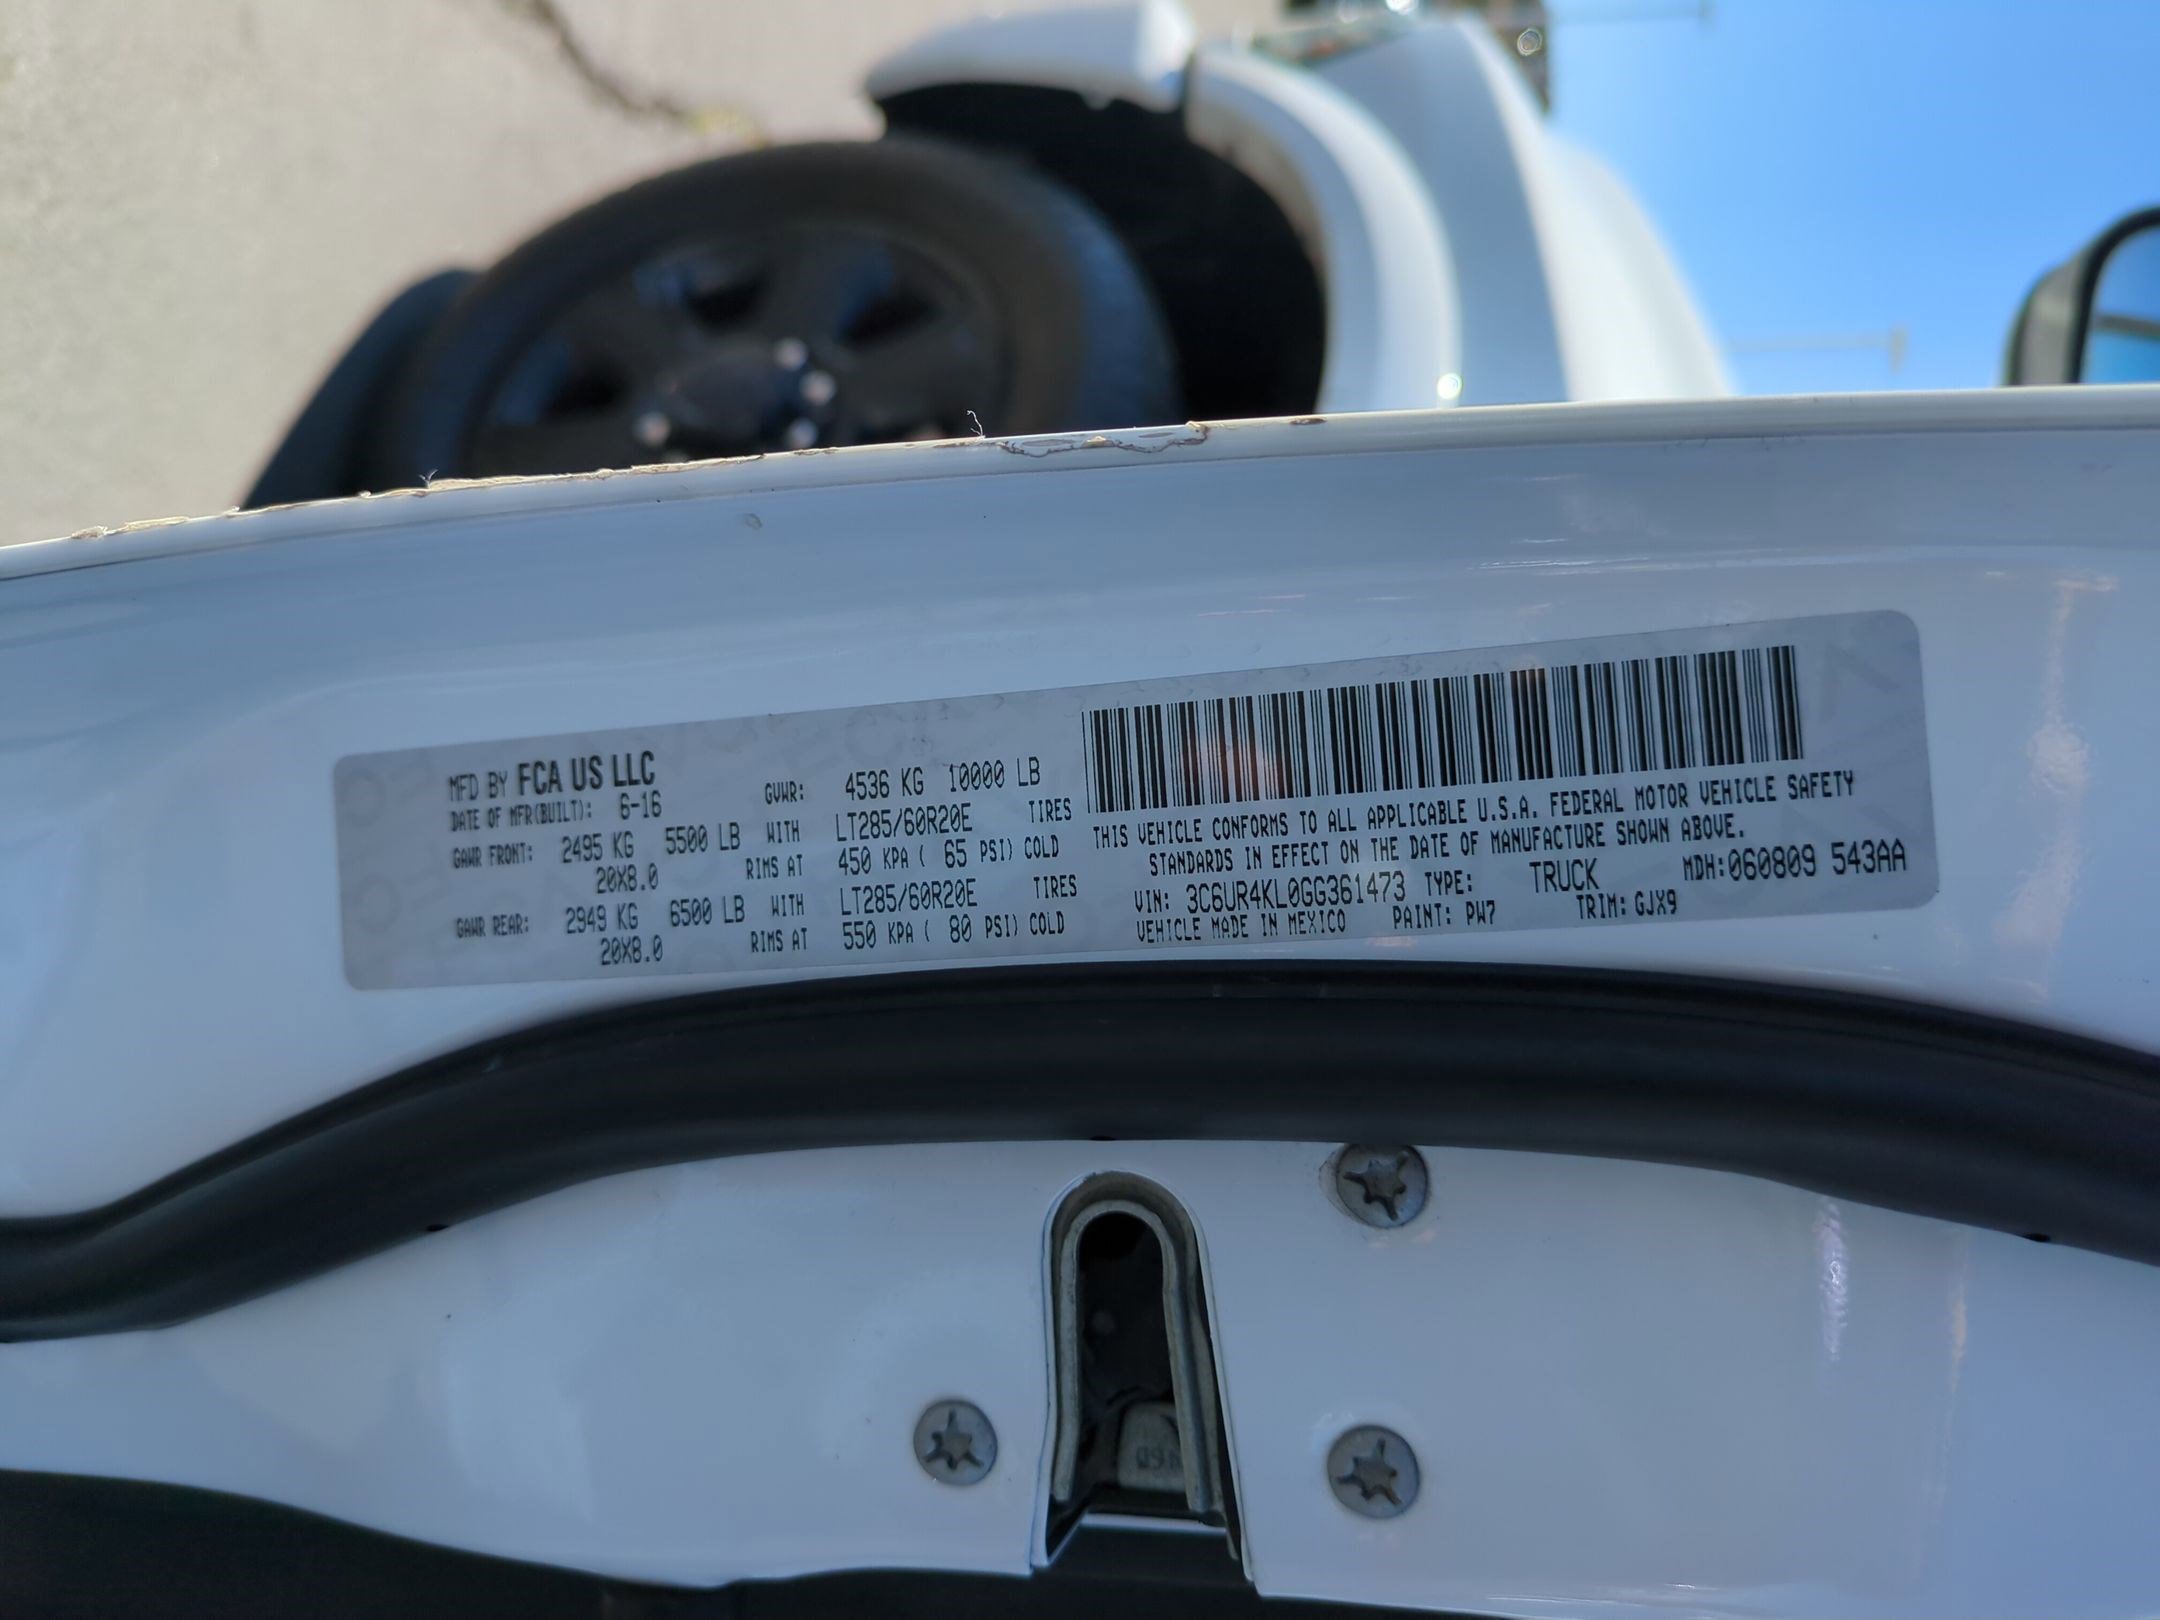 MFD BY FCA US LLC
DATE OF MFR(BUILT): 6-16 GVWR: 4536 KG 10000 LB
GAWR FRONT: 2495 KG 5500 LB WITH LT285/60R20E TIRES
20X8.0 RIMS AT 450 KPA ( 65 PSI) COLD
GAWR REAR: 2949 KG 6500 LB WITH LT285/60R20E TIRES
20X8.0 RIMS AT 550 KPA ( 80 PSI) COLD
THIS VEHICLE CONFORMS TO ALL APPLICABLE U.S.A. FEDERAL MOTOR VEHICLE SAFETY
STANDARDS IN EFFECT ON THE DATE OF MANUFACTURE SHOWN ABOVE.
VIN: 3C6UR4KL0GG361473 TYPE: TRUCK MDH:060809 543AA
VEHICLE MADE IN MEXICO PAINT: PW7 TRIM: GJX9